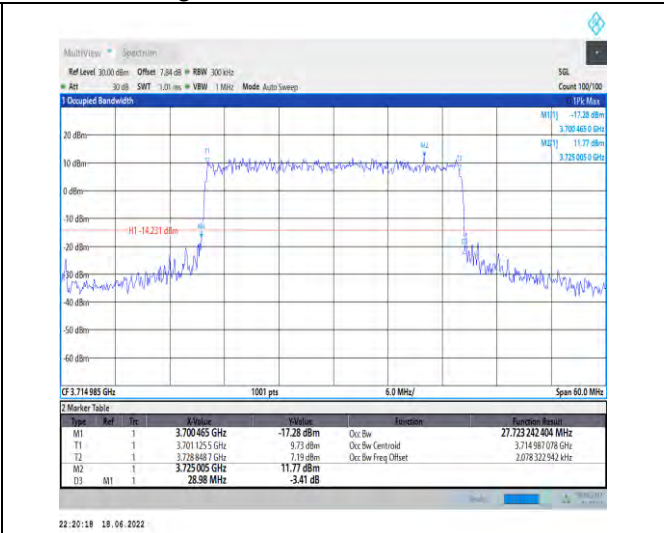 MultiView Spectrum
Ref Level 30.00 dBm Offset 7.84 dB RBW 300 kHz SGL
Att 30 dB SWT 1.01 ms VBW 1 MHz Mode Auto Sweep Count 100/100
1 Occupied Bandwidth 1Pk Max
M1[1] -17.28 dBm
3.700 465 0 GHz
M2[1] 11.77 dBm
3.725 005 0 GHz
20 dBm
T1 M2 T2
10 dBm
0 dBm
-10 dBm
H1 -14.231 dBm
M1
-20 dBm
-30 dBm
-40 dBm
-50 dBm
-60 dBm
CF 3.714 985 GHz 1001 pts 6.0 MHz/ Span 60.0 MHz
2 Marker Table
Type Ref Trc X-Value Y-Value Function Function Result
M1 1 3.700 465 GHz -17.28 dBm Occ Bw 27.723 242 404 MHz
T1 1 3.701 125 5 GHz 9.73 dBm Occ Bw Centroid 3.714 987 078 GHz
T2 1 3.728 848 7 GHz 7.19 dBm Occ Bw Freq Offset 2.078 322 942 kHz
M2 1 3.725 005 GHz 11.77 dBm
D3 M1 1 28.98 MHz -3.41 dB
22:20:18 18.06.2022